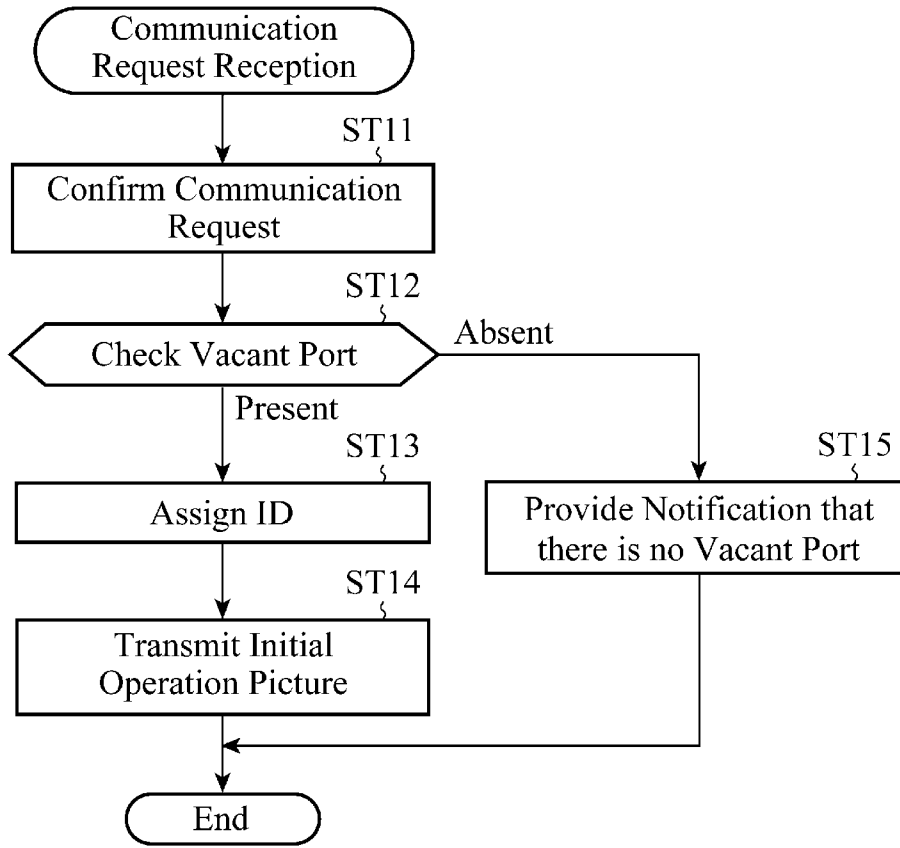 Communication
Request Reception
ST11
Confirm Communication
Request
ST12
Check Vacant Port
Absent
Present
ST13
Assign ID
ST15
Provide Notification that
there is no Vacant Port
ST14
Transmit Initial
Operation Picture
End